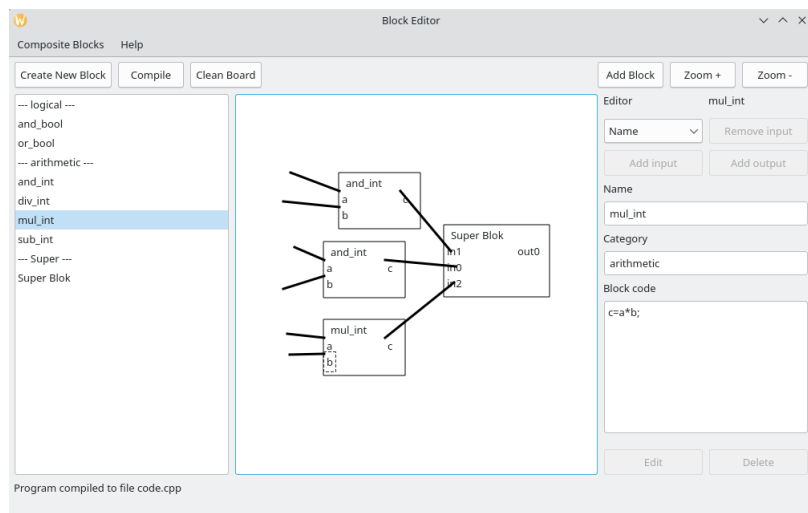 Block Editor
Composite Blocks Help
Create New Block Compile Clean Board Add Block Zoom + Zoom -
--- logical ---
and_bool
or_bool
--- arithmetic ---
and_int
div_int
mul_int
sub_int
--- Super ---
Super Blok
and_int
a c
b
and_int
a c
b
mul_int
a c
b
Super Blok
in1 out0
in0
in2
Editor mul_int
Name Remove input
Add input Add output
Name
mul_int
Category
arithmetic
Block code
c=a*b;
Edit Delete
Program compiled to file code.cpp